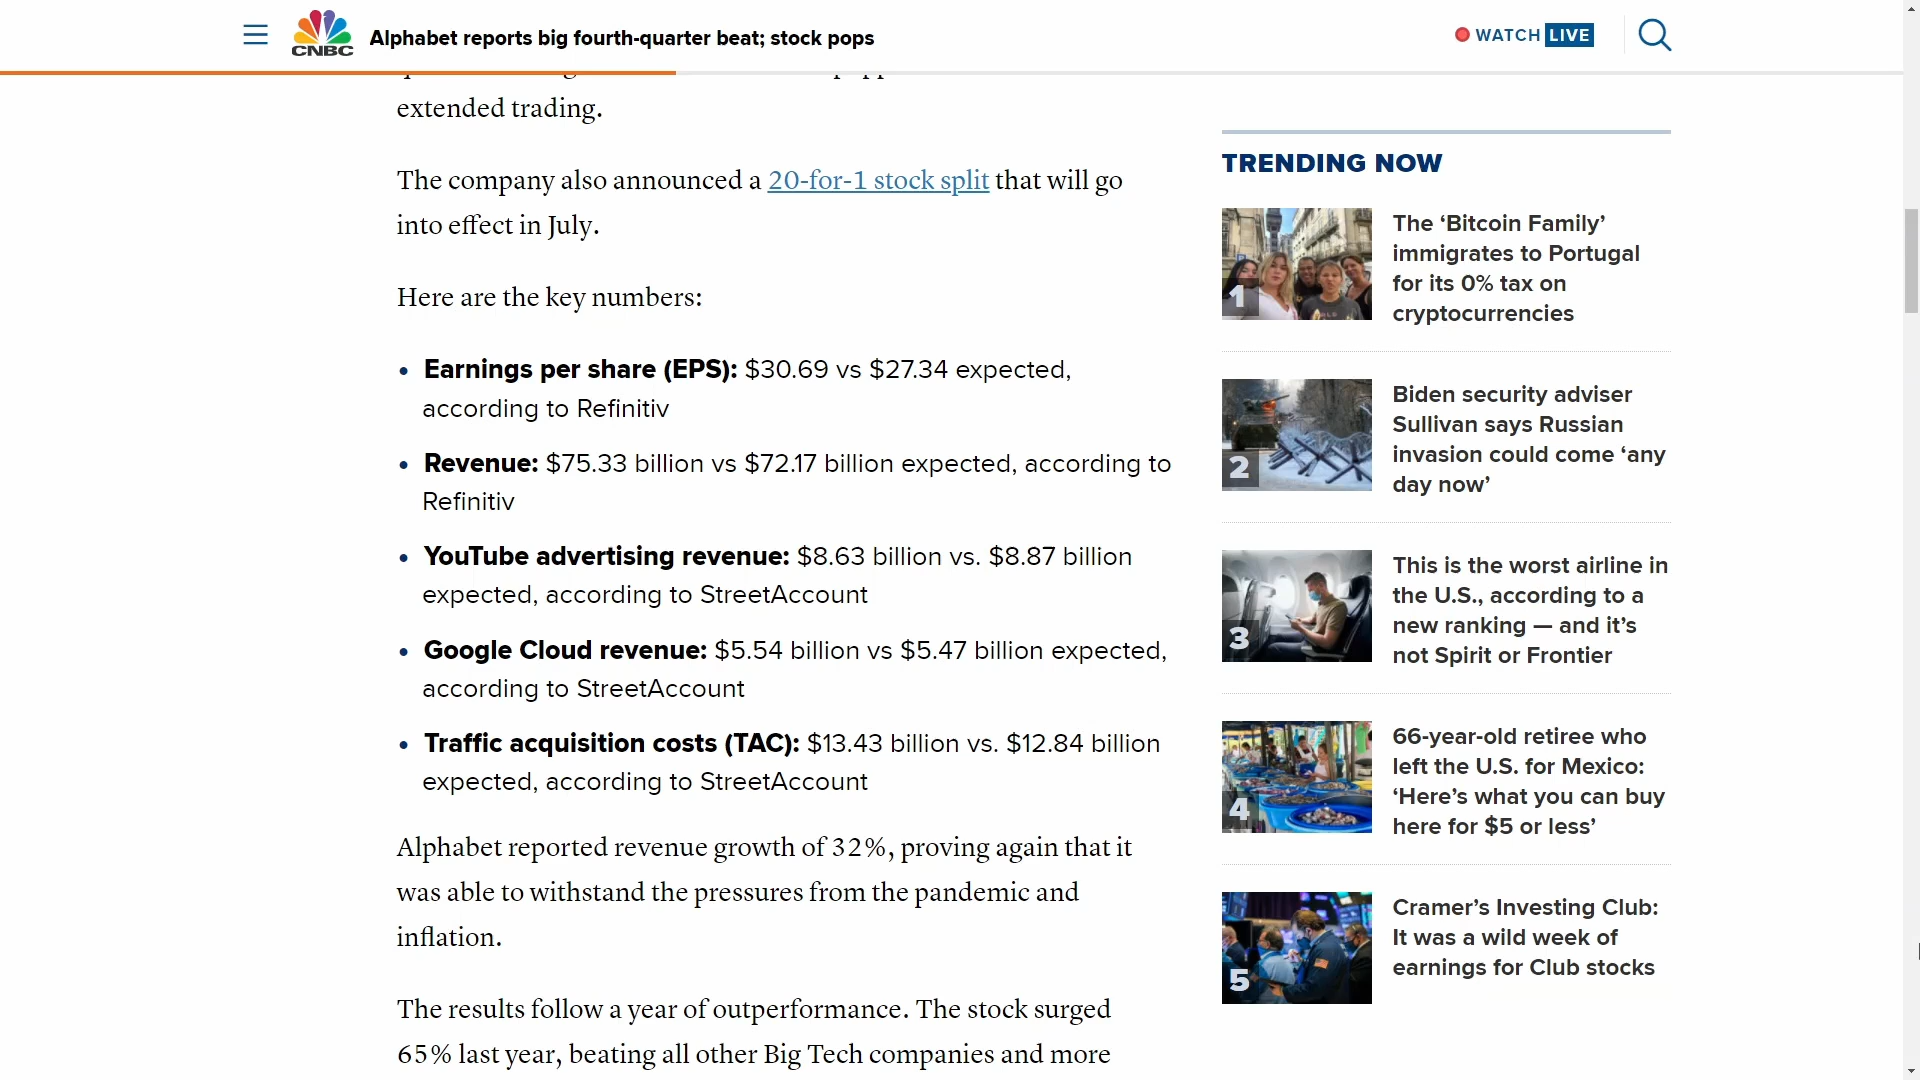 CNBC
Alphabet reports big fourth-quarter beat; stock pops
WATCH LIVE
extended trading.
The company also announced a 20-for-1 stock split that will go
into effect in July.
Here are the key numbers:
• Earnings per share (EPS): $30.69 vs $27.34 expected,
according to Refinitiv
• Revenue: $75.33 billion vs $72.17 billion expected, according to
Refinitiv
• YouTube advertising revenue: $8.63 billion vs. $8.87 billion
expected, according to StreetAccount
• Google Cloud revenue: $5.54 billion vs $5.47 billion expected,
according to StreetAccount
• Traffic acquisition costs (TAC): $13.43 billion vs. $12.84 billion
expected, according to StreetAccount
Alphabet reported revenue growth of 32%, proving again that it
was able to withstand the pressures from the pandemic and
inflation.
The results follow a year of outperformance. The stock surged
65% last year, beating all other Big Tech companies and more
TRENDING NOW
1
The ‘Bitcoin Family’
immigrates to Portugal
for its 0% tax on
cryptocurrencies
2
Biden security adviser
Sullivan says Russian
invasion could come ‘any
day now’
3
This is the worst airline in
the U.S., according to a
new ranking — and it’s
not Spirit or Frontier
4
66-year-old retiree who
left the U.S. for Mexico:
‘Here’s what you can buy
here for $5 or less’
5
Cramer’s Investing Club:
It was a wild week of
earnings for Club stocks